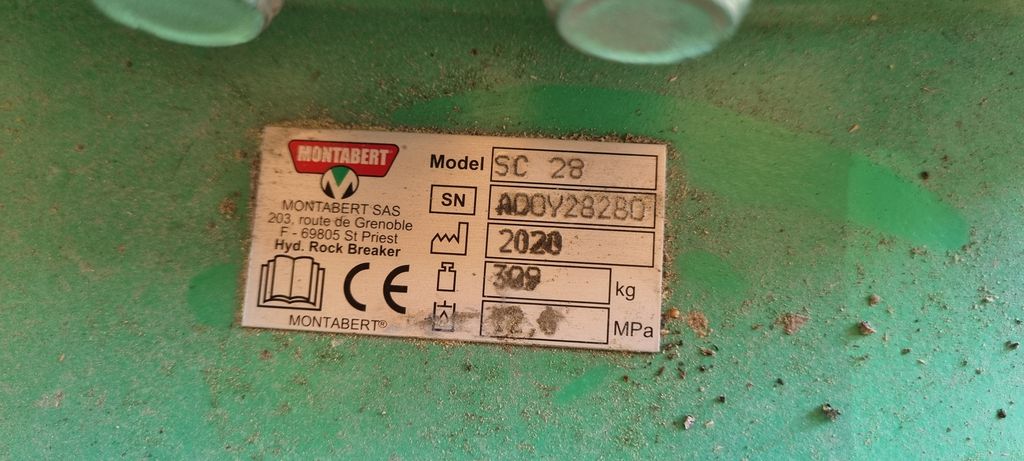 MONTABERT
MONTABERT SAS
203, route de Grenoble
F - 69805 St Priest
Hyd. Rock Breaker
CE
MONTABERT®
Model SC 28
SN
2020
309 kg
MPa